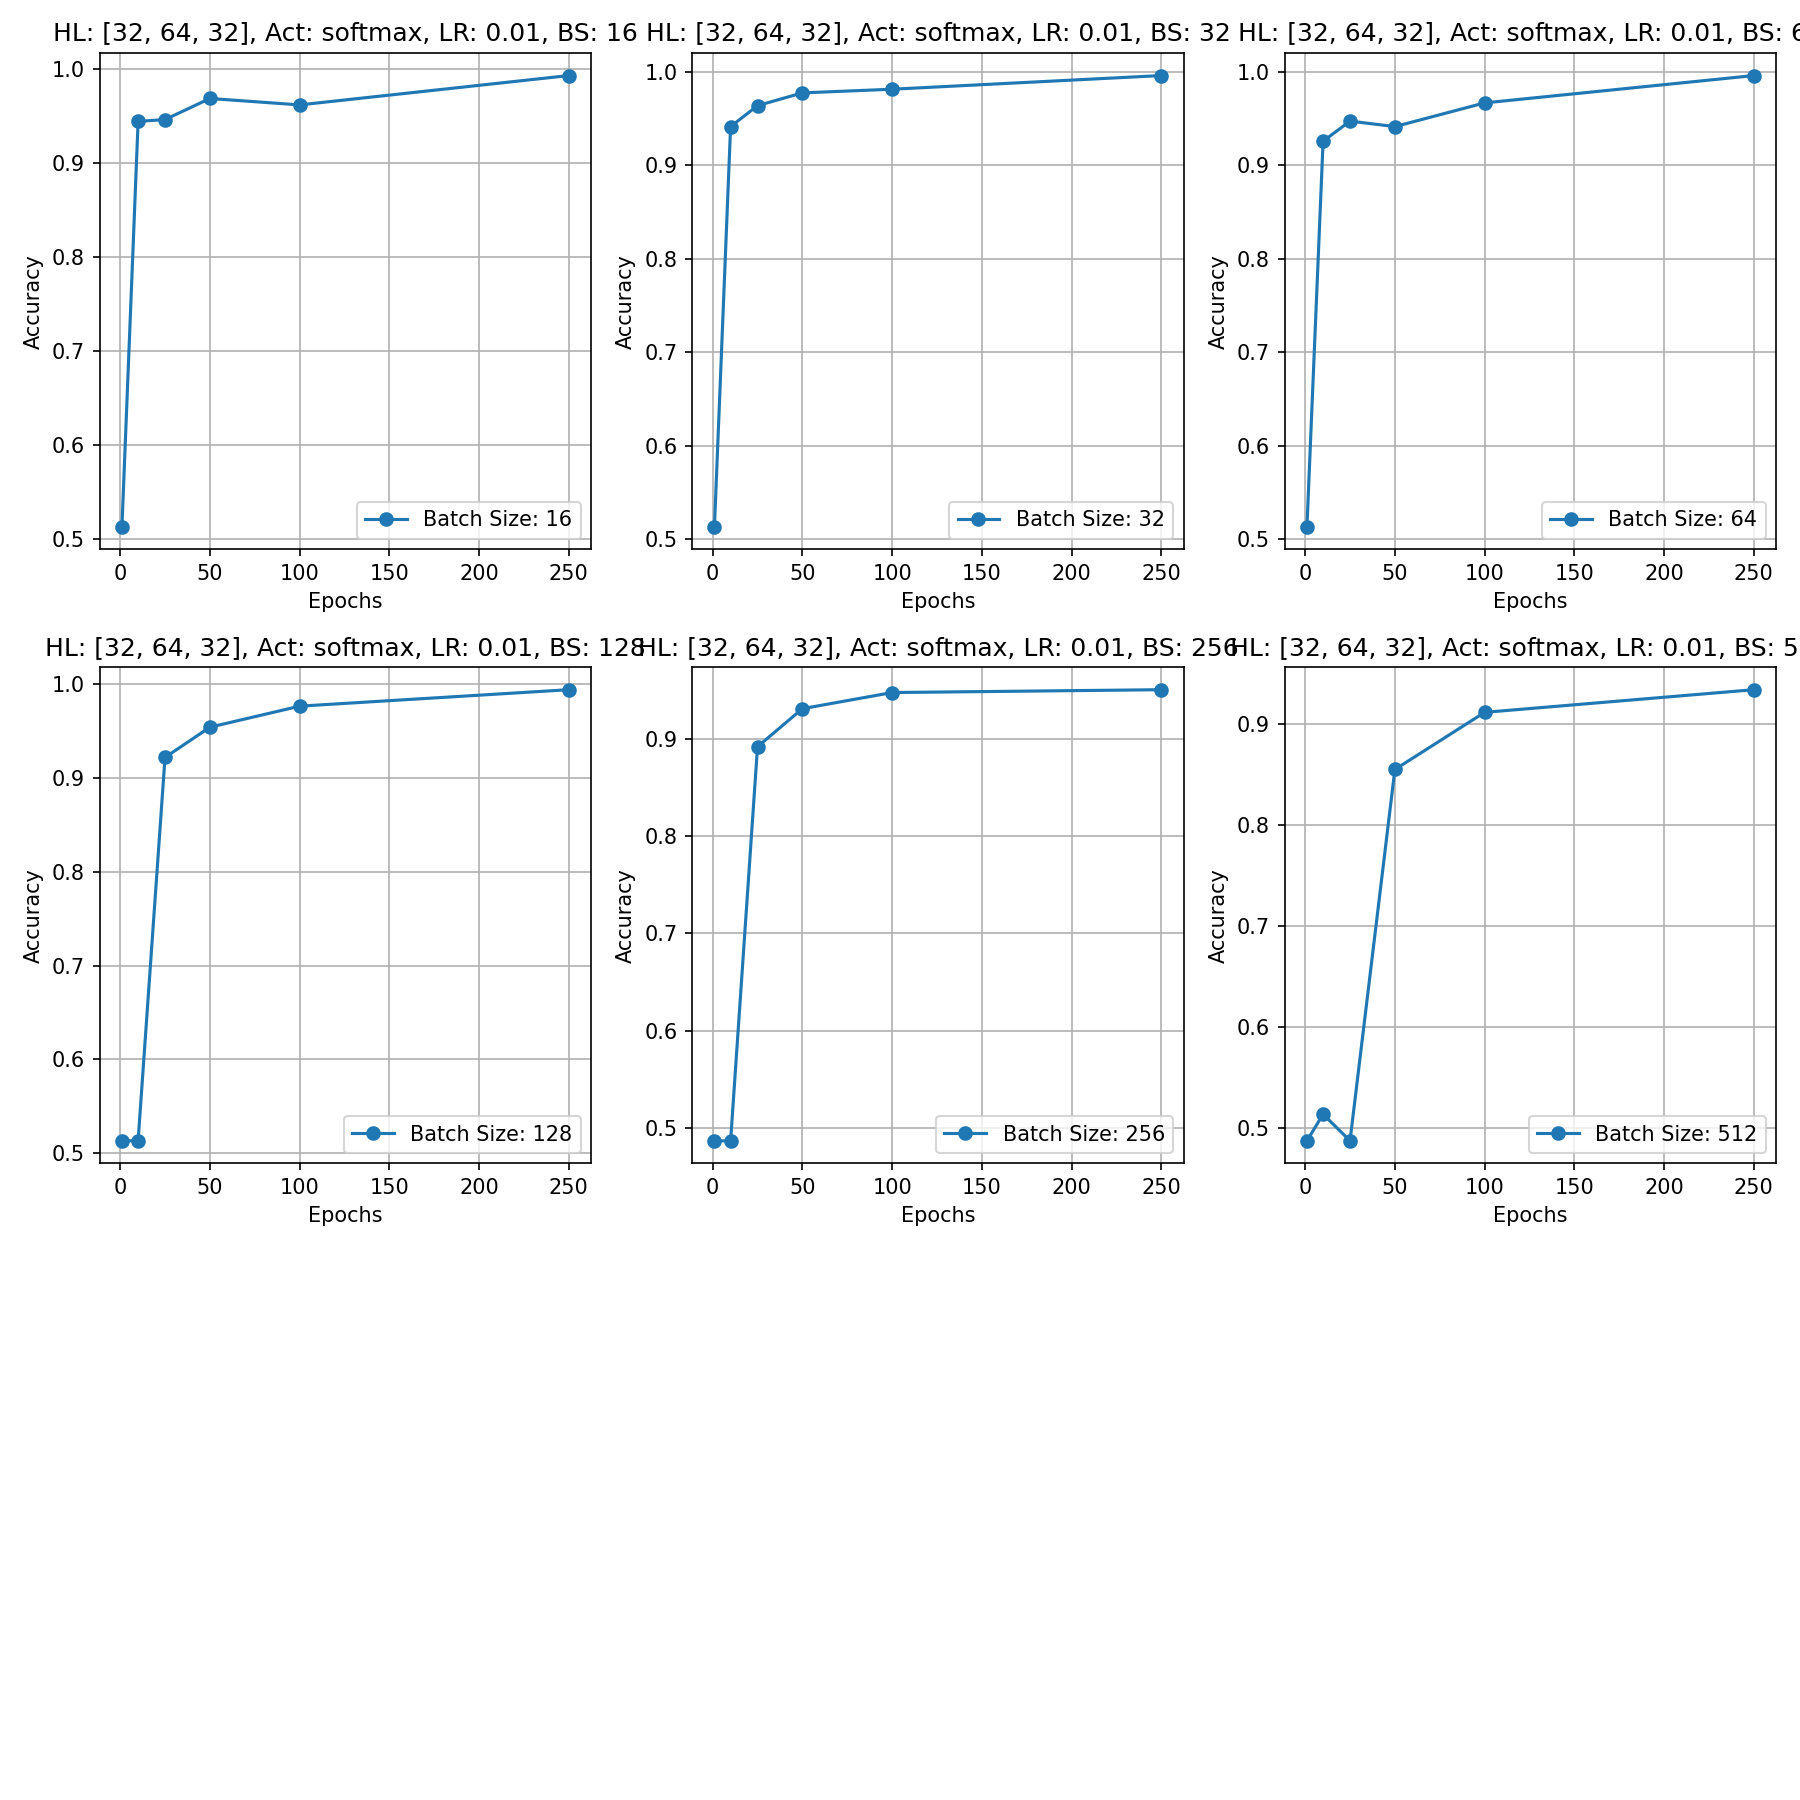 HL: [32, 64, 32], Act: softmax, LR: 0.01, BS: 16
1.0
0.9
0.8
0.7
0.6
0.5
Accuracy
Batch Size: 16
0 50 100 150 200 250
Epochs
HL: [32, 64, 32], Act: softmax, LR: 0.01, BS: 32
1.0
0.9
0.8
0.7
0.6
0.5
Accuracy
Batch Size: 32
0 50 100 150 200 250
Epochs
HL: [32, 64, 32], Act: softmax, LR: 0.01, BS: 6
1.0
0.9
0.8
0.7
0.6
0.5
Accuracy
Batch Size: 64
0 50 100 150 200 250
Epochs
HL: [32, 64, 32], Act: softmax, LR: 0.01, BS: 128
1.0
0.9
0.8
0.7
0.6
0.5
Accuracy
Batch Size: 128
0 50 100 150 200 250
Epochs
HL: [32, 64, 32], Act: softmax, LR: 0.01, BS: 256
0.9
0.8
0.7
0.6
0.5
Accuracy
Batch Size: 256
0 50 100 150 200 250
Epochs
HL: [32, 64, 32], Act: softmax, LR: 0.01, BS: 5
0.9
0.8
0.7
0.6
0.5
Accuracy
Batch Size: 512
0 50 100 150 200 250
Epochs